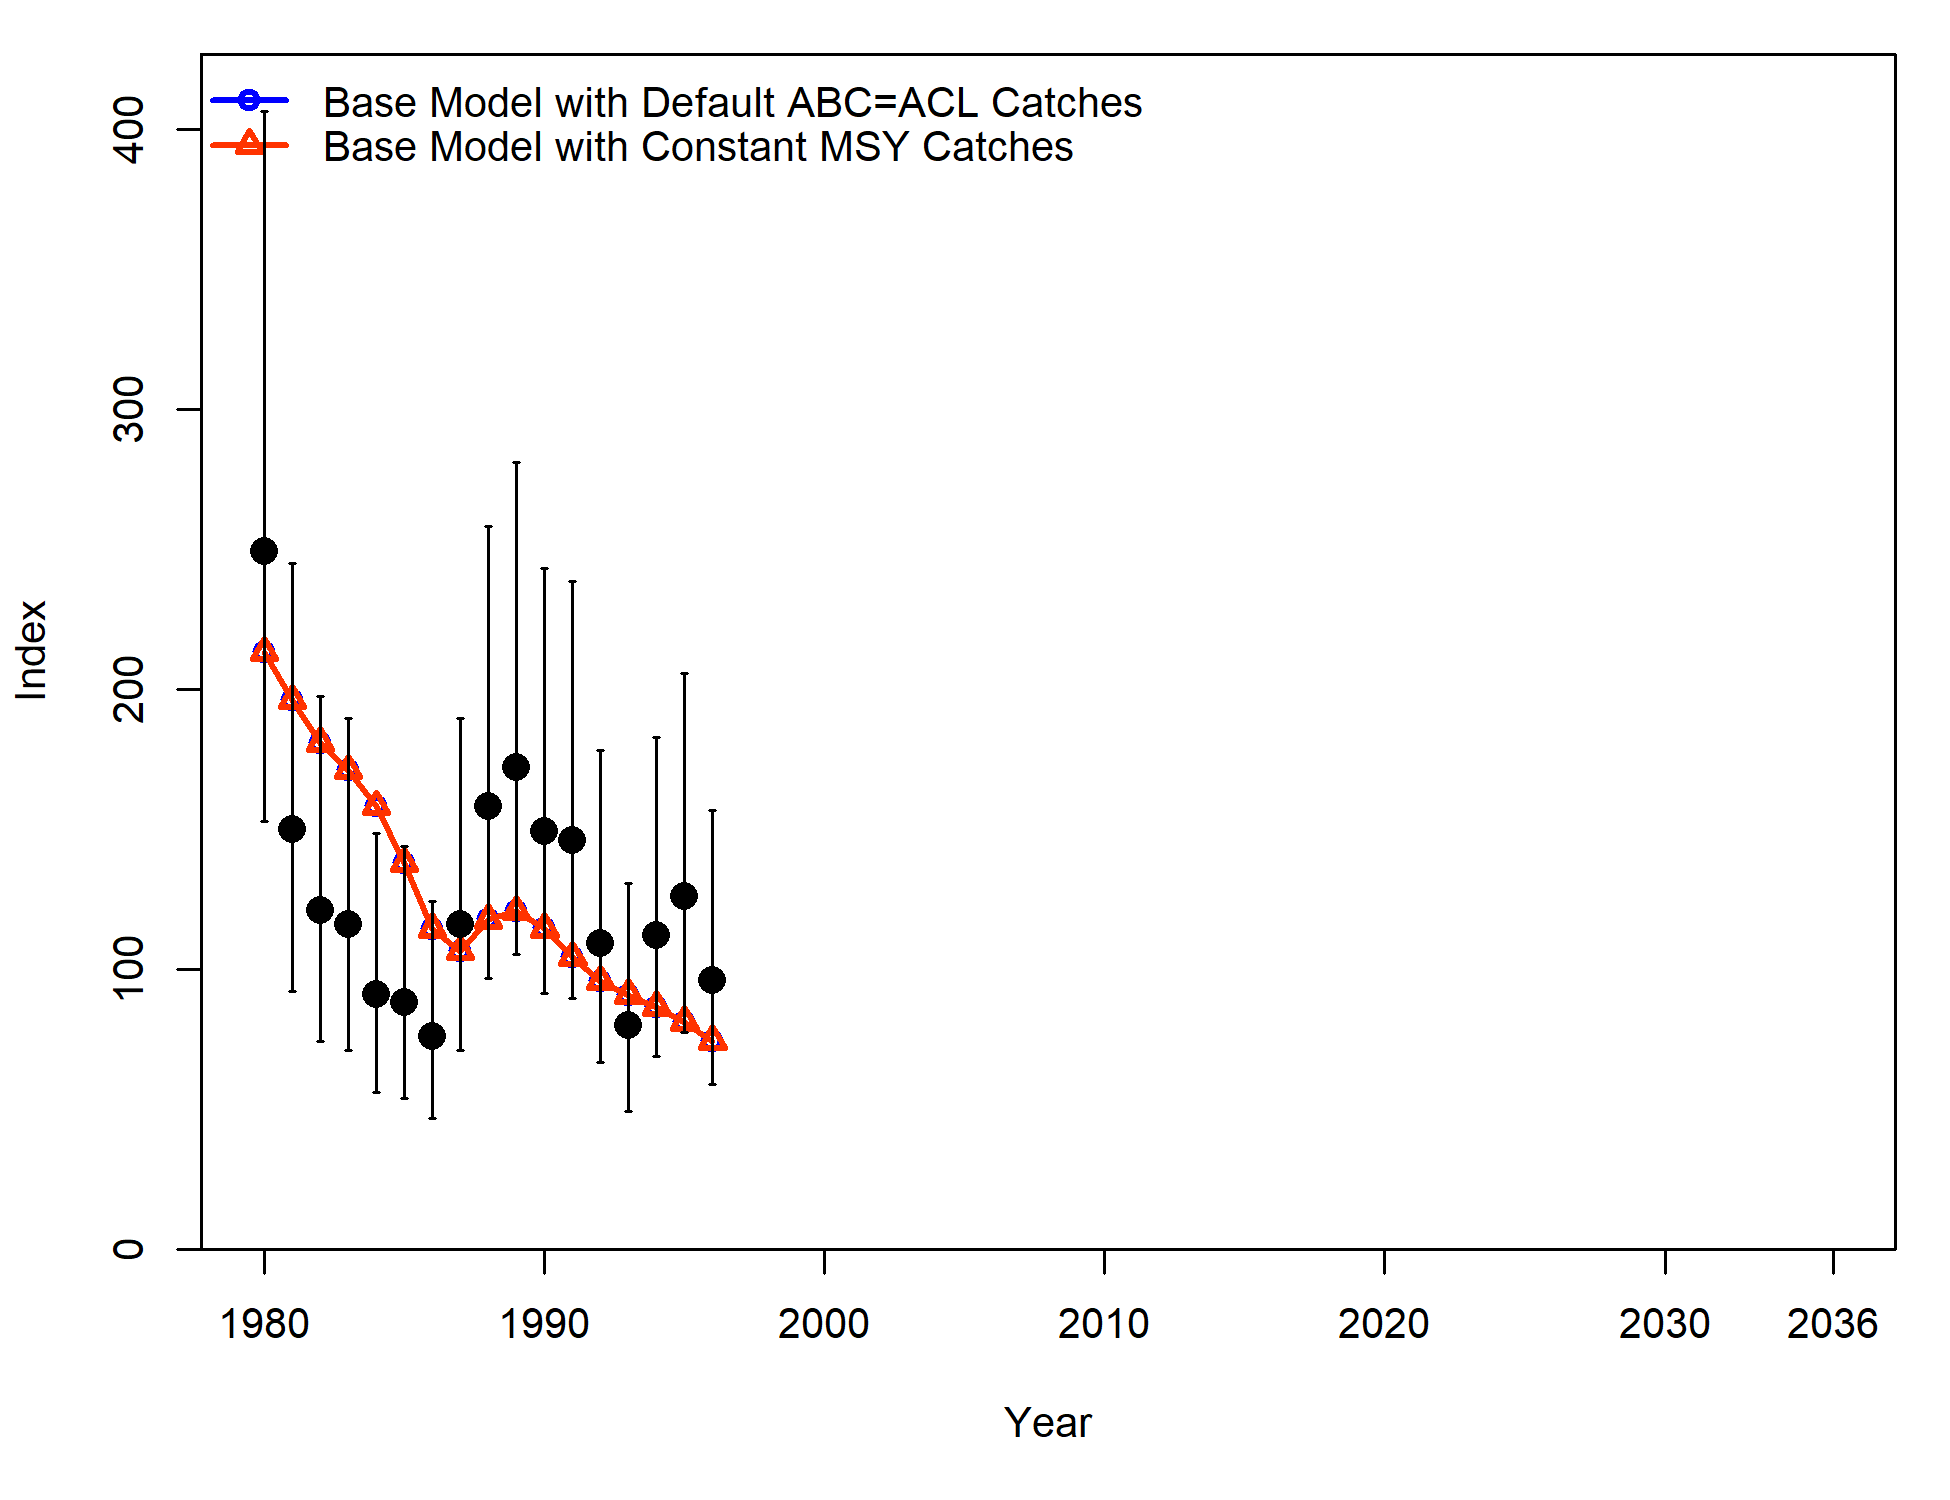 Base Model with Default ABC=ACL Catches
Base Model with Constant MSY Catches
400
300
200
100
0
Index
1980 1990 2000 2010 2020 2030 2036
Year